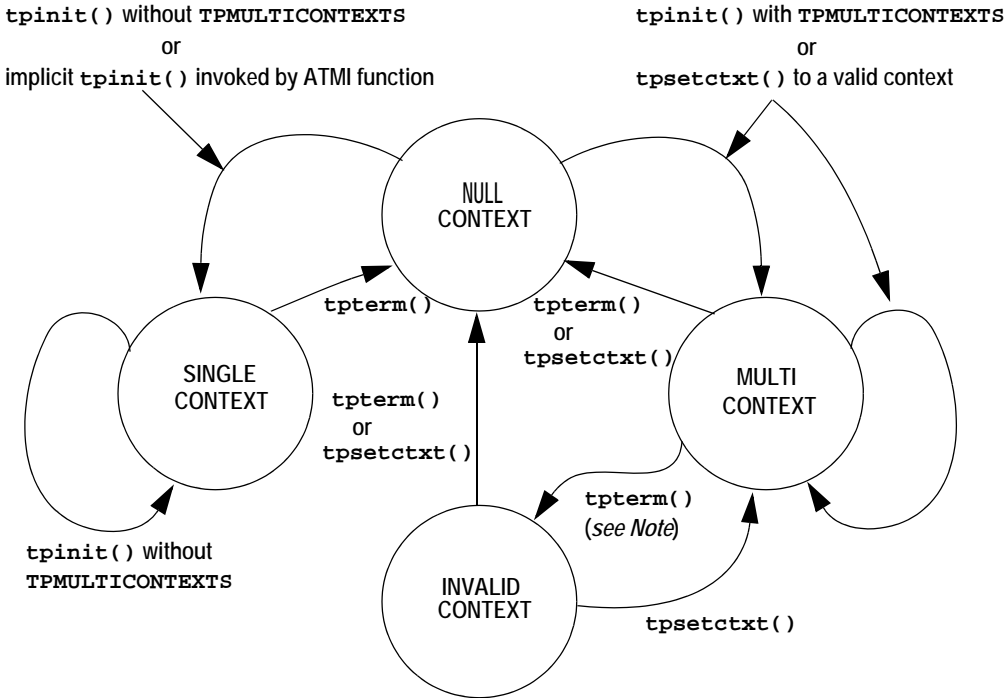 tpinit() without TPMULTICONTEXTS
or
implicit tpinit() invoked by ATMI function
tpinit() with TPMULTICONTEXTS
or
tpsetctxt() to a valid context
NULL
CONTEXT
tpterm()
tpterm()
or
tpsetctxt()
SINGLE
CONTEXT
MULTI
CONTEXT
tpterm()
or
tpsetctxt()
tpterm()
(see Note)
tpinit() without
TPMULTICONTEXTS
INVALID
CONTEXT
tpsetctxt()